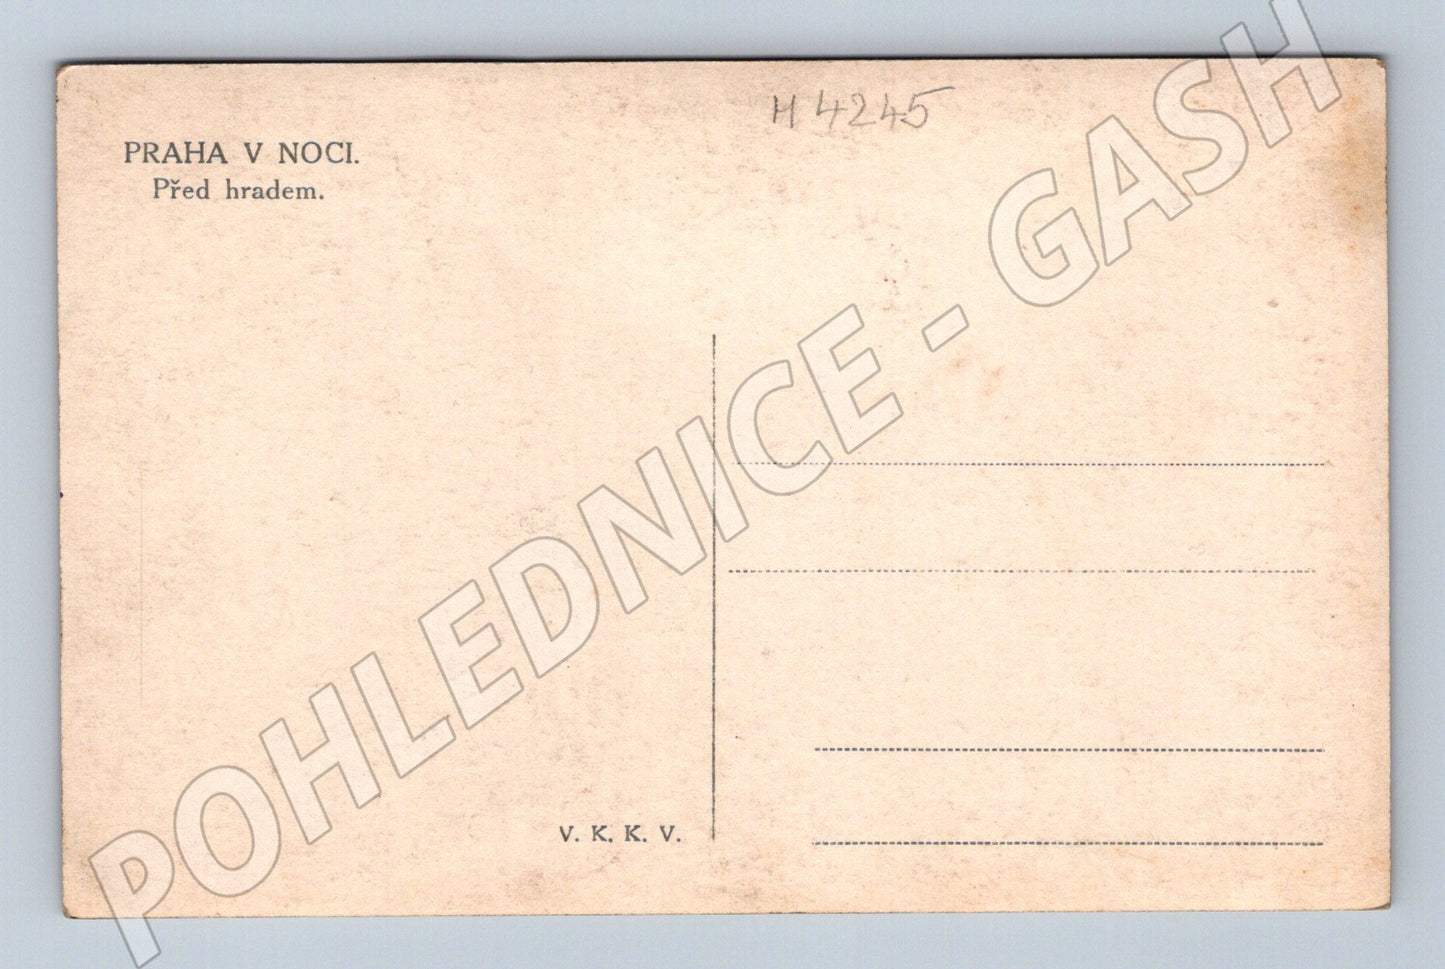 H 4245
PRAHA V NOCI.
Před hradem.
V. K. K. V.
POHLEDNICE - GASH